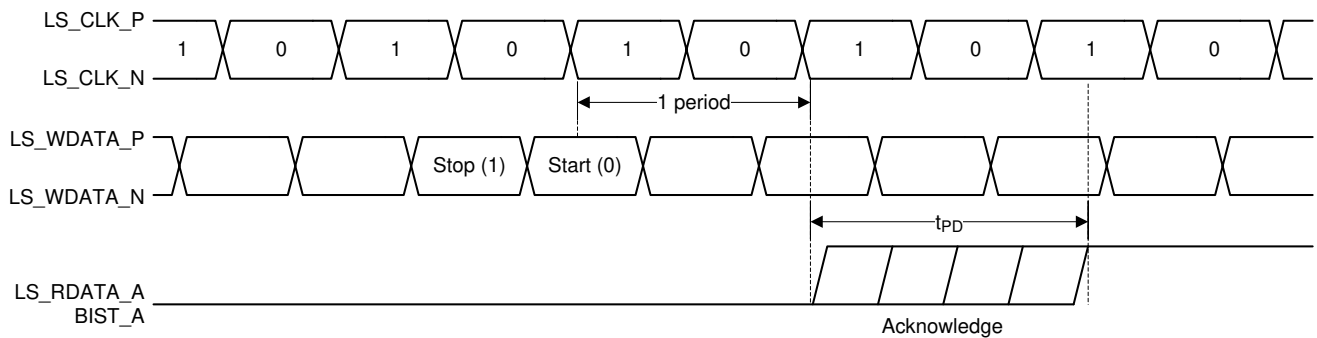 LS_CLK_P
1 0 1 0 1 0 1 0 1 0
LS_CLK_N
1 period
LS_WDATA_P
Stop (1) Start (0)
LS_WDATA_N
tPD
LS_RDATA_A
BIST_A
Acknowledge